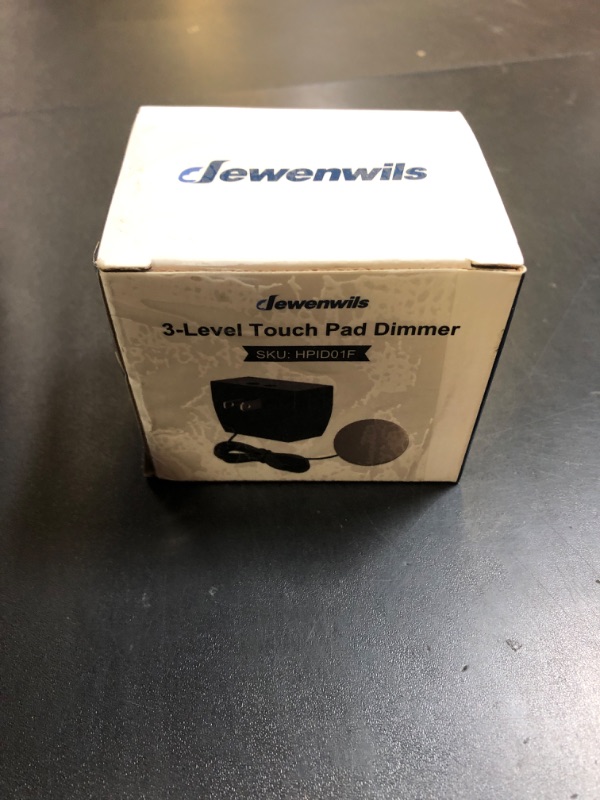 Dewenwils
Dewenwils
3-Level Touch Pad Dimmer
SKU: HPID01F